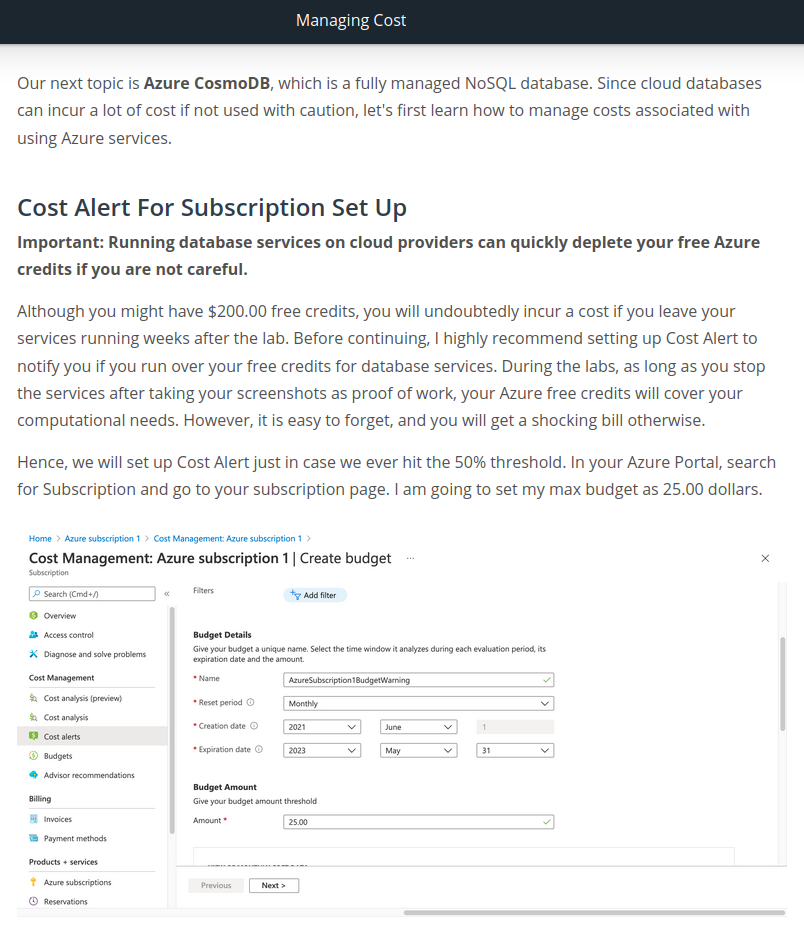 Managing Cost
Our next topic is Azure CosmoDB, which is a fully managed NoSQL database. Since cloud databases
can incur a lot of cost if not used with caution, let's first learn how to manage costs associated with
using Azure services.
Cost Alert For Subscription Set Up
Important: Running database services on cloud providers can quickly deplete your free Azure
credits if you are not careful.
Although you might have $200.00 free credits, you will undoubtedly incur a cost if you leave your
services running weeks after the lab. Before continuing, I highly recommend setting up Cost Alert to
notify you if you run over your free credits for database services. During the labs, as long as you stop
the services after taking your screenshots as proof of work, your Azure free credits will cover your
computational needs. However, it is easy to forget, and you will get a shocking bill otherwise.
Hence, we will set up Cost Alert just in case we ever hit the 50% threshold. In your Azure Portal, search
for Subscription and go to your subscription page. I am going to set my max budget as 25.00 dollars.
Home > Azure subscription 1 > Cost Management: Azure subscription 1 >
Cost Management: Azure subscription 1 | Create budget ...
Subscription
Search (Cmd+/)
Overview
Access control
Diagnose and solve problems
Cost Management
Cost analysis (preview)
Cost analysis
Cost alerts
Budgets
Advisor recommendations
Billing
Invoices
Payment methods
Products + services
Azure subscriptions
Reservations
Filters
Add filter
Budget Details
Give your budget a unique name. Select the time window it analyzes during each evaluation period, its
expiration date and the amount.
* Name AzureSubscription1BudgetWarning
* Reset period Monthly
* Creation date 2021 June 1
* Expiration date 2023 May 31
Budget Amount
Give your budget amount threshold
Amount * 25.00
Previous Next >